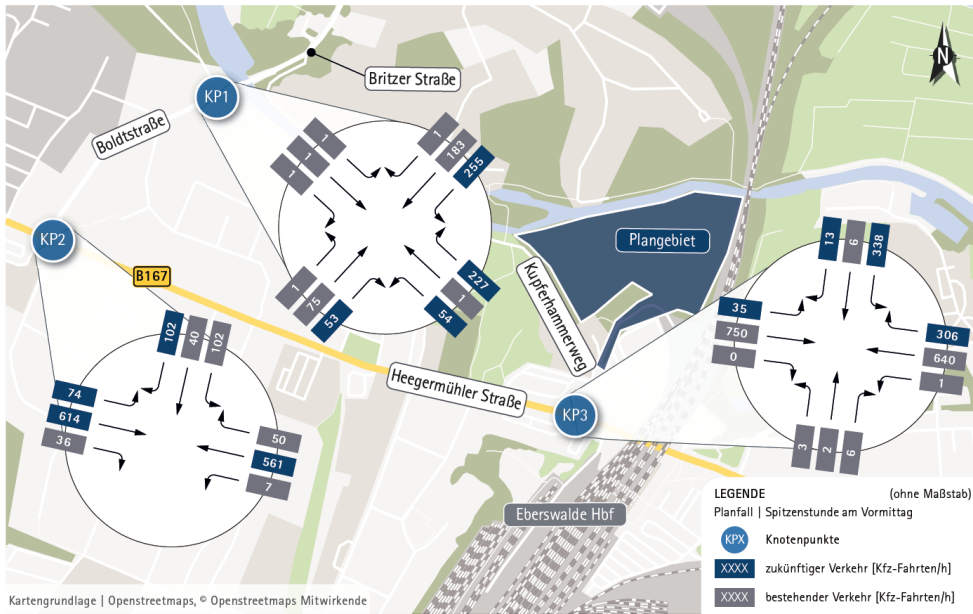 Britzer Straße
KP1
Boldtstraße
1
1
1
1
183
255
1
75
53
227
1
54
KP2
B167
102
40
102
74
614
36
50
561
7
Plangebiet
Kupferhammerweg
Heegermühler Straße
KP3
13
6
338
35
750
0
306
640
1
3
2
6
Eberswalde Hbf
N
LEGENDE (ohne Maßstab)
Planfall | Spitzenstunde am Vormittag
KPX Knotenpunkte
XXXX zukünftiger Verkehr [Kfz-Fahrten/h]
XXXX bestehender Verkehr [Kfz-Fahrten/h]
Kartengrundlage | Openstreetmaps, © Openstreetmaps Mitwirkende